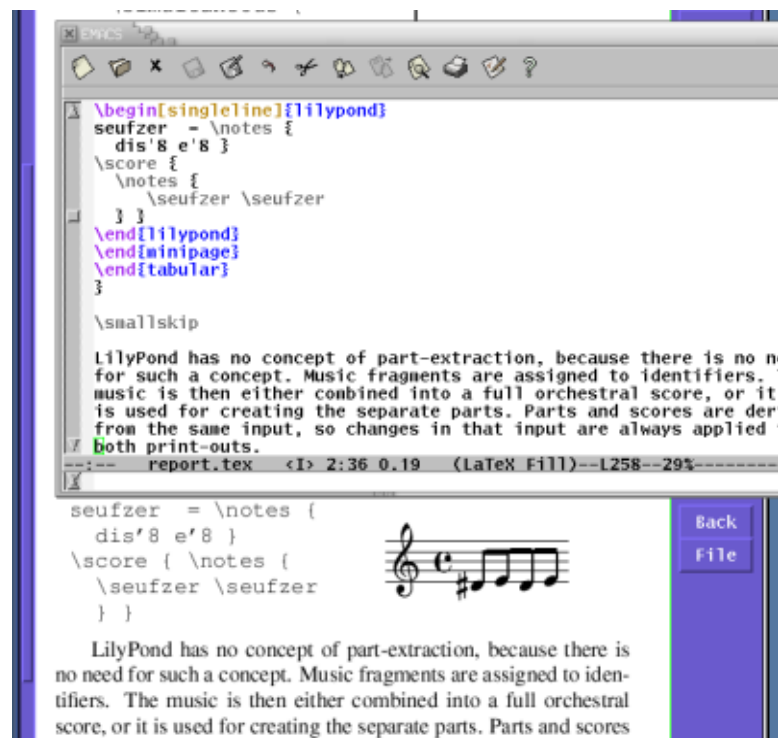 EMACS
\begin[singleline]{lilypond}
seufzer  = \notes {
dis'8 e'8 }
\score {
\notes {
\seufzer \seufzer
} }
\end{lilypond}
\end{minipage}
\end{tabular}
}
\smallskip
LilyPond has no concept of part-extraction, because there is no
for such a concept. Music fragments are assigned to identifiers.
music is then either combined into a full orchestral score, or it
is used for creating the separate parts. Parts and scores are
from the same input, so changes in that input are always applied
both print-outs.
--:-- report.tex <I> 2:36 0.19 (LaTeX Fill)--L258--29%--------
seufzer  = \notes {
dis'8 e'8 }
\score { \notes {
\seufzer \seufzer
} }
Back
File
LilyPond has no concept of part-extraction, because there is
no need for such a concept. Music fragments are assigned to iden-
tifiers. The music is then either combined into a full orchestral
score, or it is used for creating the separate parts. Parts and scores